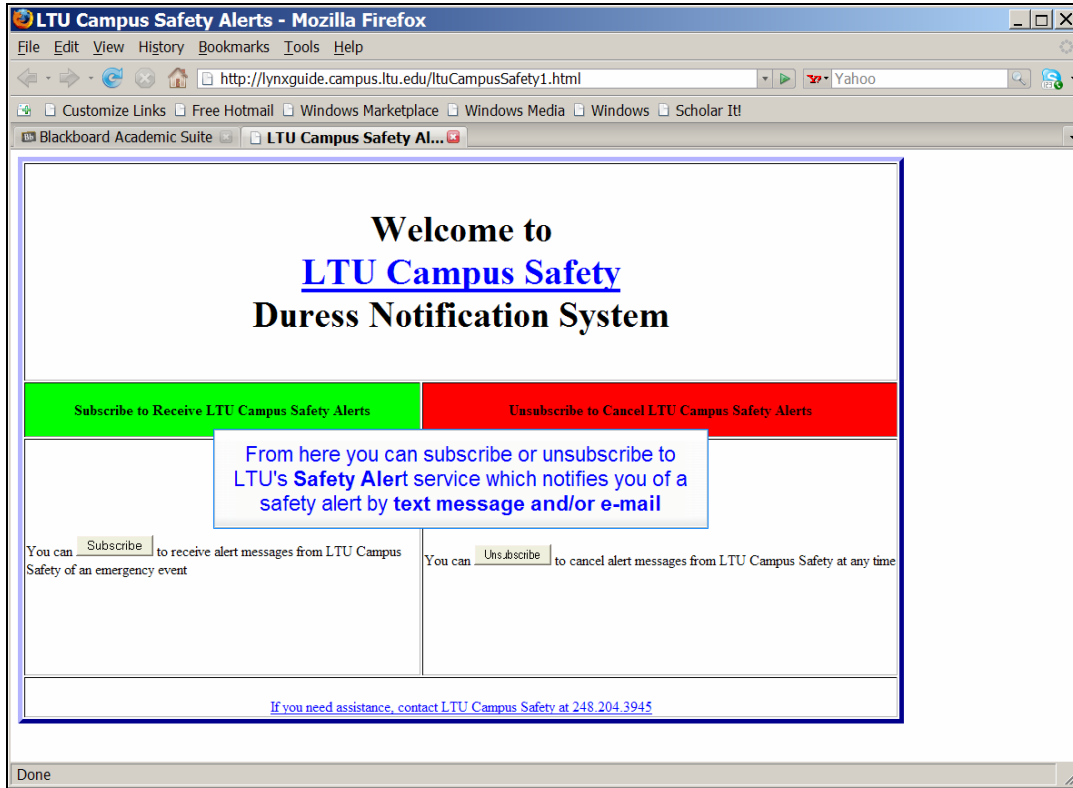 LTU Campus Safety Alerts - Mozilla Firefox
File Edit View History Bookmarks Tools Help
http://lynxguide.campus.ltu.edu/ltuCampusSafety1.html
Yahoo
Customize Links Free Hotmail Windows Marketplace Windows Media Windows Scholar It!
Blackboard Academic Suite
LTU Campus Safety Al...
Welcome to
LTU Campus Safety
Duress Notification System
Subscribe to Receive LTU Campus Safety Alerts
Unsubscribe to Cancel LTU Campus Safety Alerts
From here you can subscribe or unsubscribe to
LTU's Safety Alert service which notifies you of a
safety alert by text message and/or e-mail
You can Subscribe to receive alert messages from LTU Campus
Safety of an emergency event
You can Unsubscribe to cancel alert messages from LTU Campus Safety at any time
If you need assistance, contact LTU Campus Safety at 248.204.3945
Done